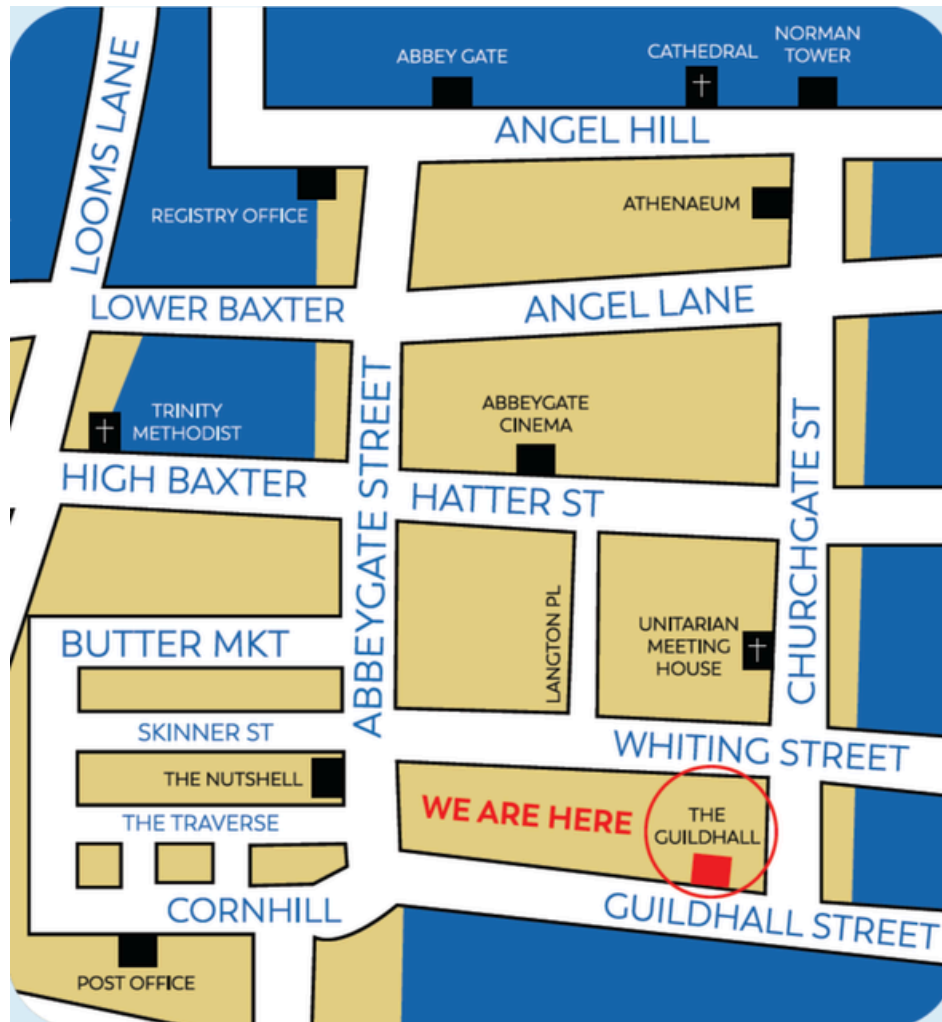 LOOMS LANE
ABBEY GATE
CATHEDRAL
NORMAN
TOWER
ANGEL HILL
REGISTRY OFFICE
ATHENAEUM
LOWER BAXTER
ANGEL LANE
TRINITY
METHODIST
ABBEYGATE STREET
ABBEYGATE
CINEMA
CHURCHGATE ST
HIGH BAXTER
HATTER ST
LANGTON PL
UNITARIAN
MEETING
HOUSE
BUTTER MKT
SKINNER ST
WHITING STREET
THE NUTSHELL
WE ARE HERE
THE
GUILDHALL
THE TRAVERSE
CORNHILL
GUILDHALL STREET
POST OFFICE